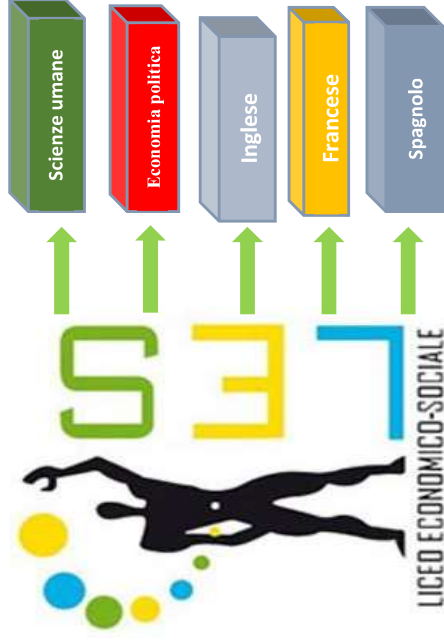 LES
LICEO ECONOMICO-SOCIALE
Scienze umane
Economia politica
Inglese
Francese
Spagnolo